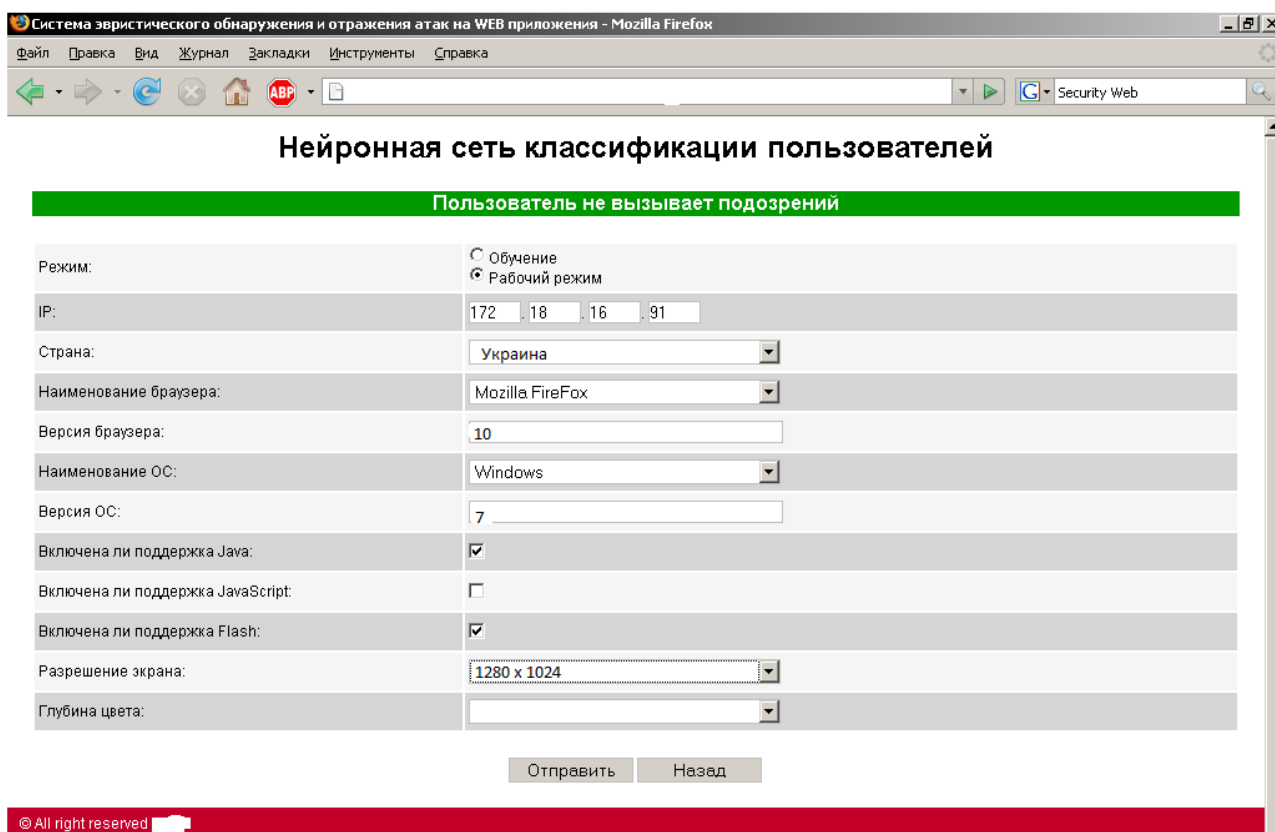 Система эвристического обнаружения и отражения атак на WEB приложения - Mozilla Firefox
Файл Правка Вид Журнал Закладки Инструменты Справка
ABP G Security Web
Нейронная сеть классификации пользователей
Пользователь не вызывает подозрений
Режим:
Обучение
Рабочий режим
IP: 172 . 18 . 16 . 91
Страна: Украина
Наименование браузера: Mozilla FireFox
Версия браузера: 10
Наименование ОС: Windows
Версия ОС: 7
Включена ли поддержка Java:
Включена ли поддержка JavaScript:
Включена ли поддержка Flash:
Разрешение экрана: 1280 x 1024
Глубина цвета:
Отправить Назад
© All right reserved